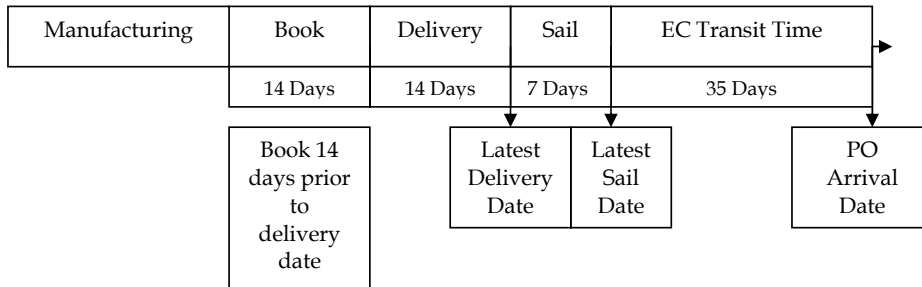 Manufacturing Book Delivery Sail EC Transit Time
14 Days 14 Days 7 Days 35 Days
Book 14
days prior
to
delivery
date
Latest
Delivery
Date
Latest
Sail
Date
PO
Arrival
Date